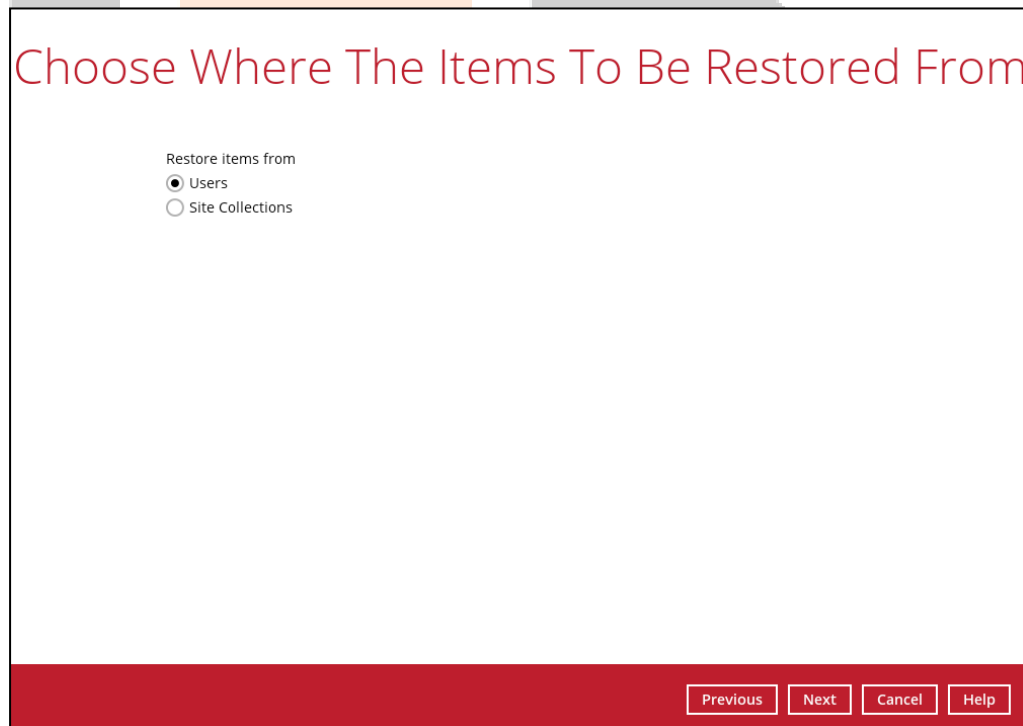 Choose Where The Items To Be Restored From
Restore items from
Users
Site Collections
Previous Next Cancel Help